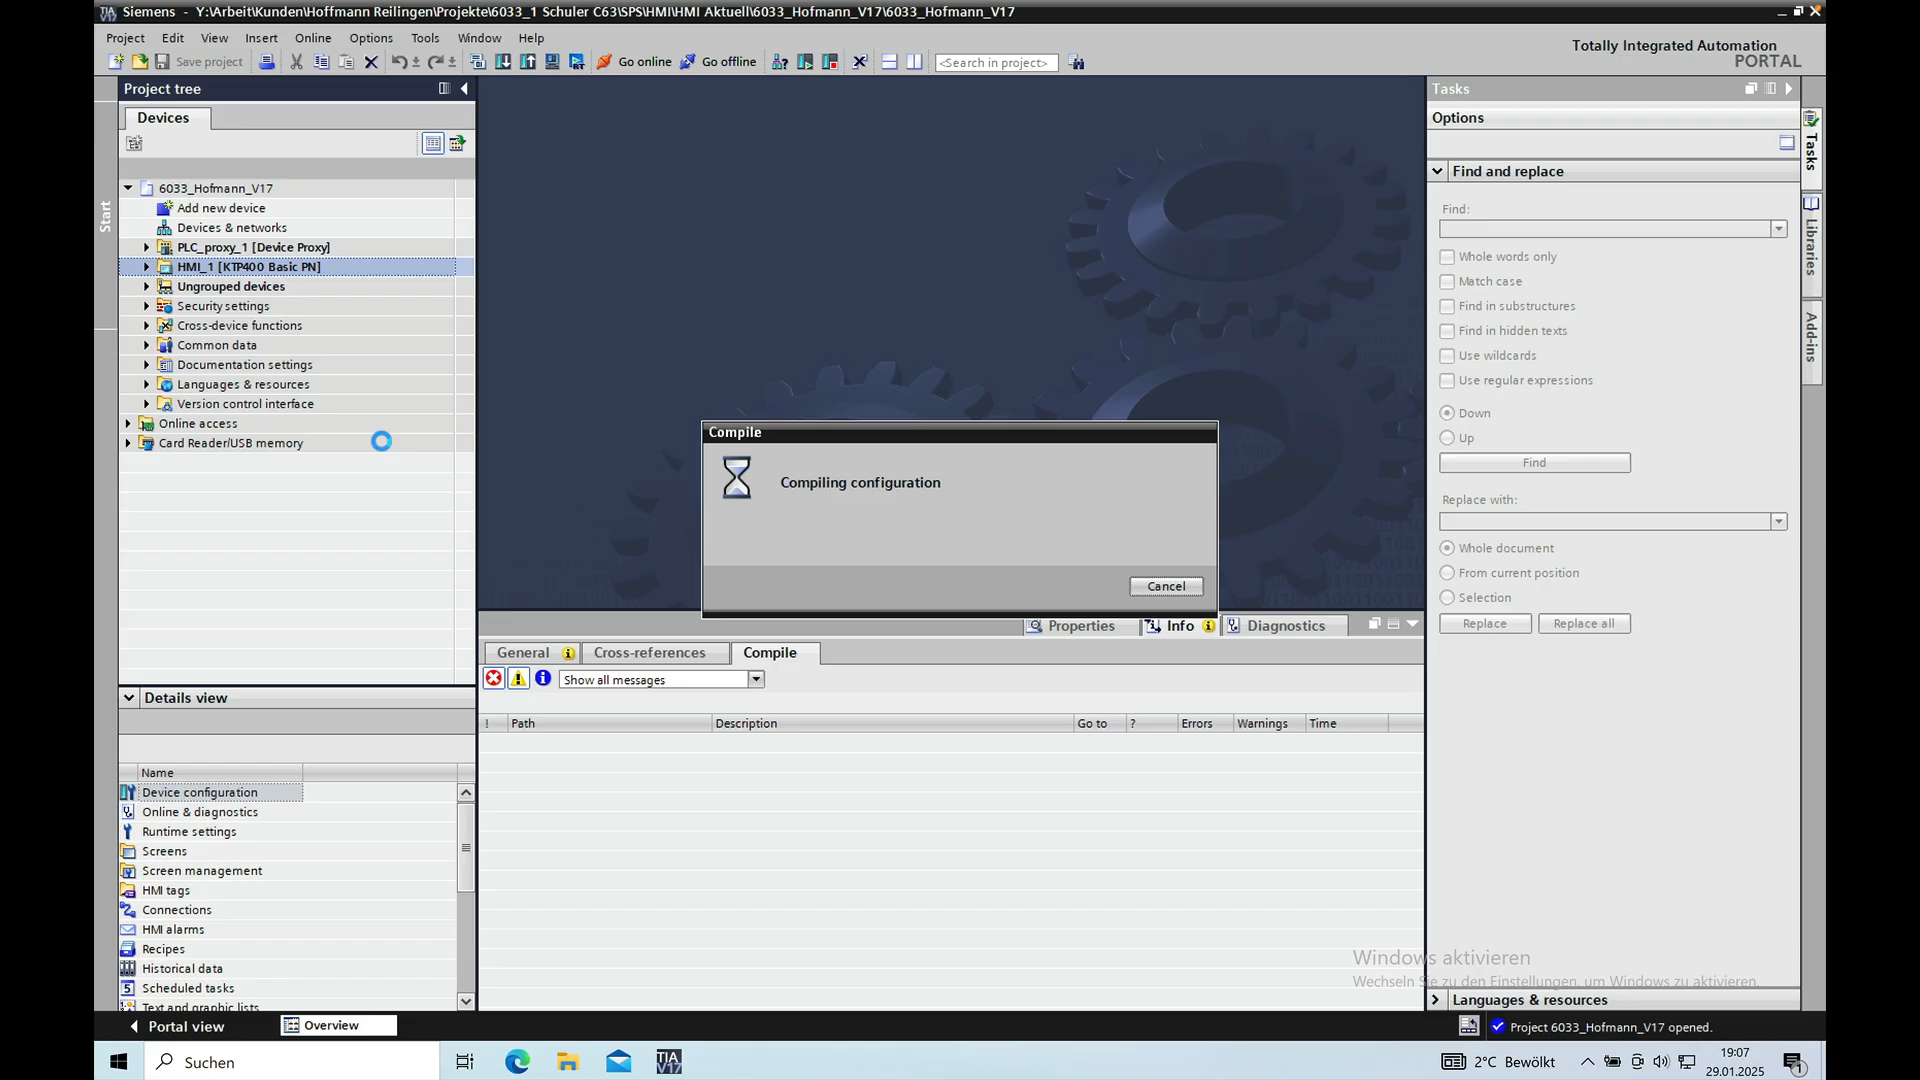 Siemens - Y:\Arbeit\Kunden\Hoffmann Reilingen\Projekte\6033_1 Schuler C63\SPS\HMI\HMI Aktuell\6033_Hofmann_V17\6033_Hofmann_V17
Project Edit View Insert Online Options Tools Window Help
Totally Integrated Automation
PORTAL
Save project
Go online
Go offline
<Search in project>
Project tree
Devices
Start
6033_Hofmann_V17
Add new device
Devices & networks
PLC_proxy_1 [Device Proxy]
HMI_1 [KTP400 Basic PN]
Ungrouped devices
Security settings
Cross-device functions
Common data
Documentation settings
Languages & resources
Version control interface
Online access
Card Reader/USB memory
Details view
Name
Device configuration
Online & diagnostics
Runtime settings
Screens
Screen management
HMI tags
Connections
HMI alarms
Recipes
Historical data
Scheduled tasks
Text and graphic lists
Compile
Compiling configuration
Cancel
Properties
Info
Diagnostics
General
Cross-references
Compile
Show all messages
! Path Description Go to ? Errors Warnings Time
Tasks
Options
Find and replace
Find:
Whole words only
Match case
Find in substructures
Find in hidden texts
Use wildcards
Use regular expressions
Down
Up
Find
Replace with:
Whole document
From current position
Selection
Replace
Replace all
Languages & resources
Tasks
Libraries
Add-ins
Windows aktivieren
Wechseln Sie zu den Einstellungen, um Windows zu aktivieren.
Portal view
Overview
Project 6033_Hofmann_V17 opened.
Suchen
TIA V17
2°C Bewölkt
19:07
29.01.2025
1